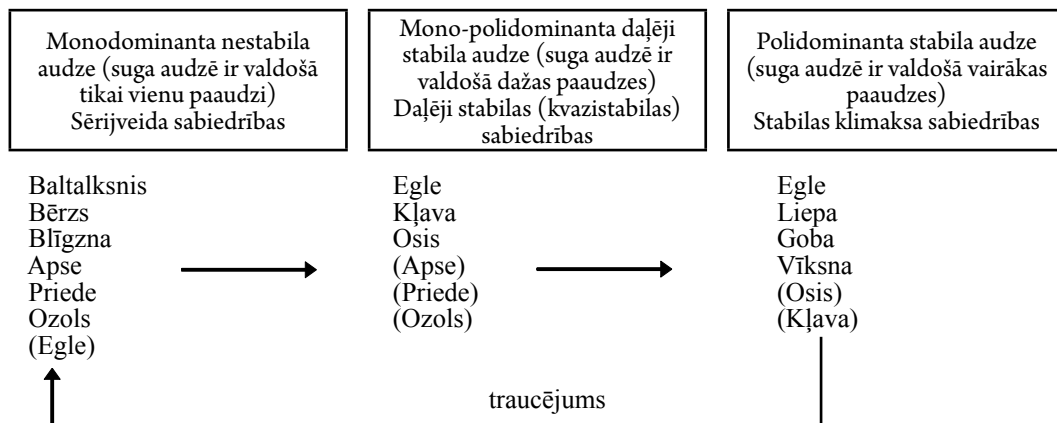 Monodominanta nestabila
audze (suga audzē ir valdošā
tikai vienu paaudzi)
Sērijveida sabiedrības
Mono-polidominanta daļēji
stabila audze (suga audzē ir
valdošā dažas paaudzes)
Daļēji stabilas (kvazistabilas)
sabiedrības
Polidominanta stabila audze
(suga audzē ir valdošā vairākas
paaudzes)
Stabilas klimaksa sabiedrības
Baltalksnis
Bērzs
Blīgzna
Apse
Priede
Ozols
(Egle)
Egle
Kļava
Osis
(Apse)
(Priede)
(Ozols)
Egle
Liepa
Goba
Vīksna
(Osis)
(Kļava)
traucējums